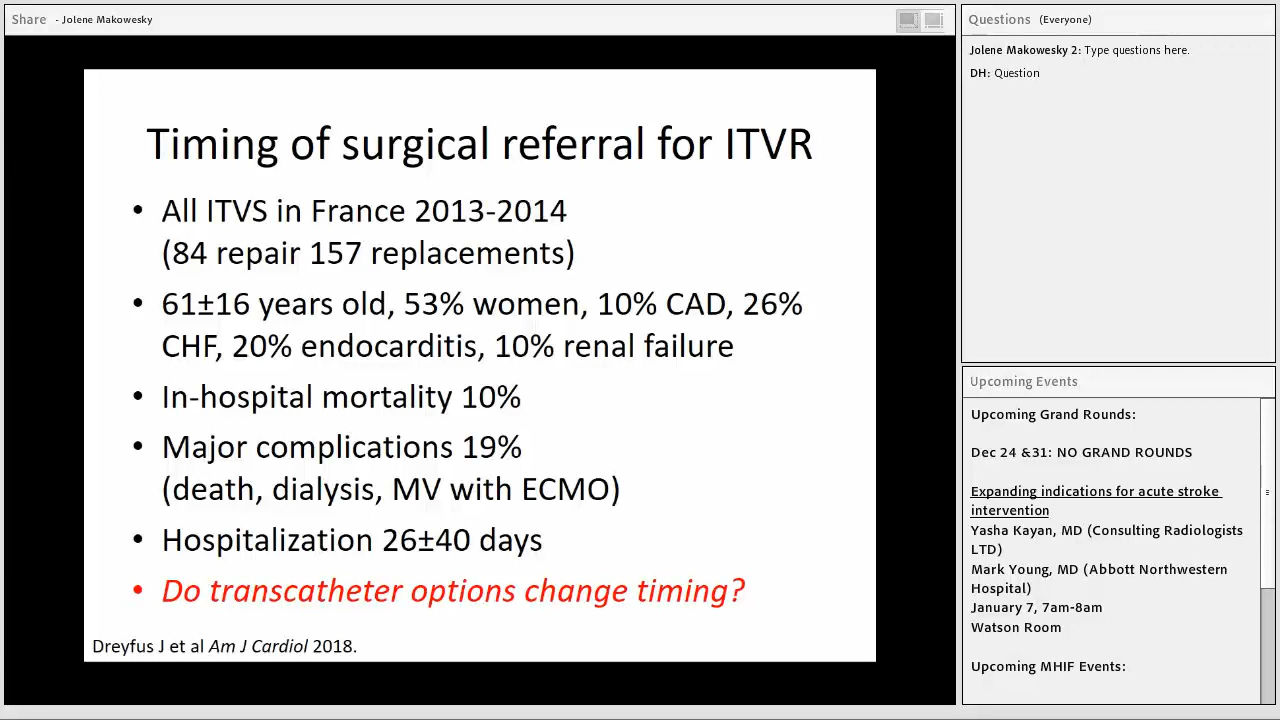 Share - Jolene Makowesky
Timing of surgical referral for ITVR
• All ITVS in France 2013-2014
(84 repair 157 replacements)
• 61±16 years old, 53% women, 10% CAD, 26%
CHF, 20% endocarditis, 10% renal failure
• In-hospital mortality 10%
• Major complications 19%
(death, dialysis, MV with ECMO)
• Hospitalization 26±40 days
• Do transcatheter options change timing?
Dreyfus J et al Am J Cardiol 2018.
Questions (Everyone)
Jolene Makowesky 2: Type questions here.
DH: Question
Upcoming Events
Upcoming Grand Rounds:
Dec 24 &31: NO GRAND ROUNDS
Expanding indications for acute stroke
intervention
Yasha Kayan, MD (Consulting Radiologists
LTD)
Mark Young, MD (Abbott Northwestern
Hospital)
January 7, 7am-8am
Watson Room
Upcoming MHIF Events: